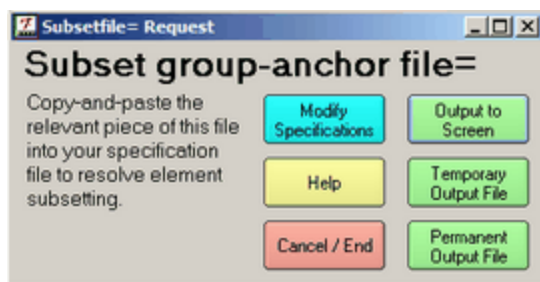 Subsetfile= Request
Subset group-anchor file=
Copy-and-paste the
relevant piece of this file
into your specification
file to resolve element
subsetting.
Modify
Specifications
Output to
Screen
Help
Temporary
Output File
Cancel / End
Permanent
Output File